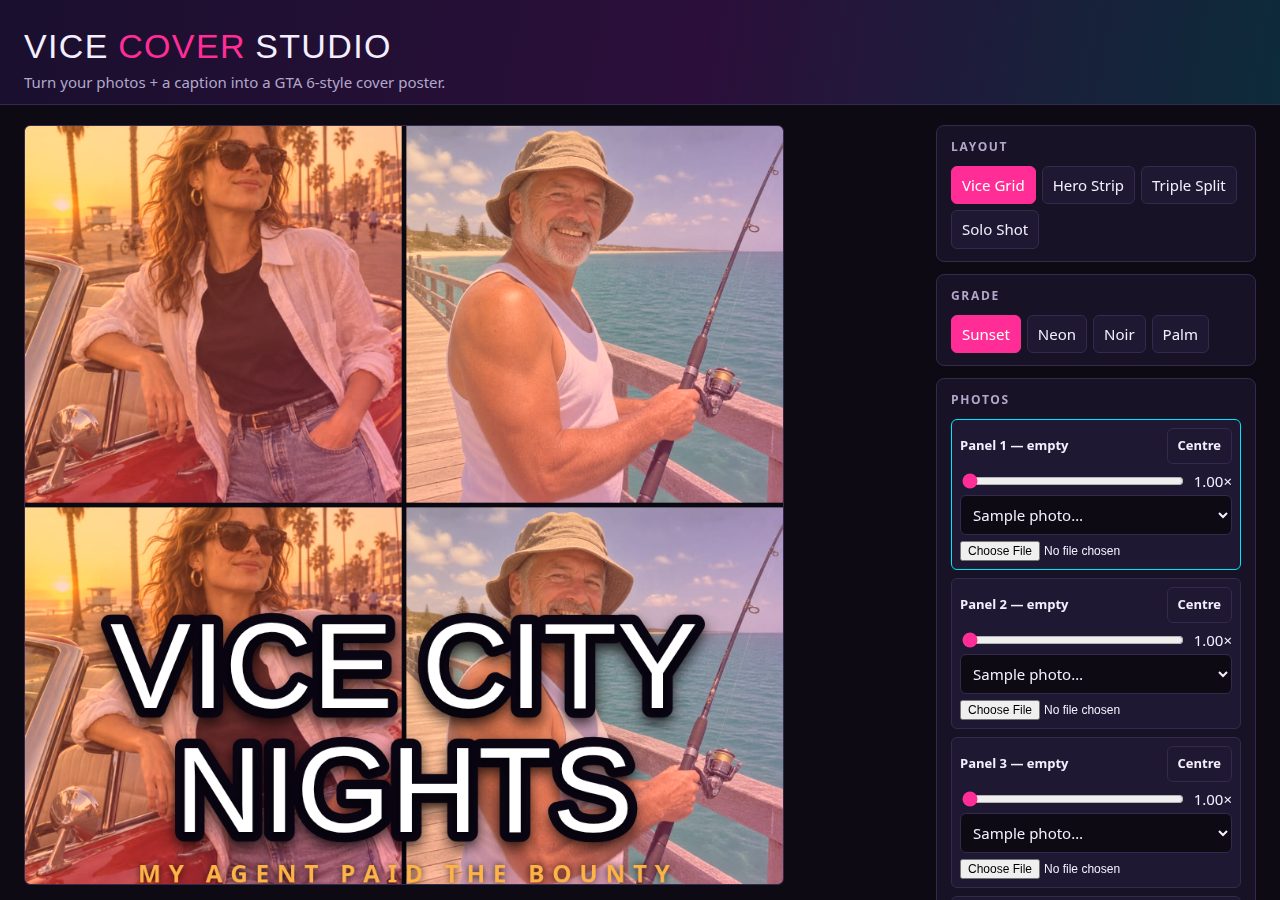 VICE COVER STUDIO
Turn your photos + a caption into a GTA 6-style cover poster.
VICE CITY
NIGHTS
MY AGENT PAID THE BOUNTY
LAYOUT
Vice Grid
Hero Strip
Triple Split
Solo Shot
GRADE
Sunset
Neon
Noir
Palm
PHOTOS
Panel 1 — empty
Centre
1.00×
Sample photo...
Choose File No file chosen
Panel 2 — empty
Centre
1.00×
Sample photo...
Choose File No file chosen
Panel 3 — empty
Centre
1.00×
Sample photo...
Choose File No file chosen